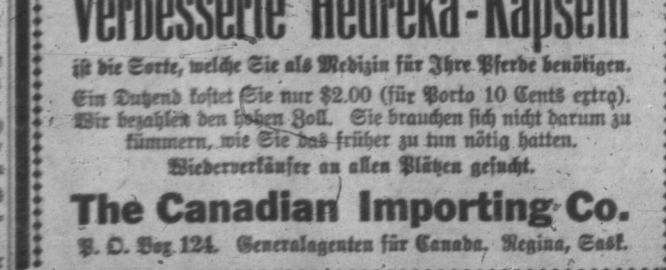 Verbesserte Heureka-Kapseln
ist die Sorte, welche Sie als Medizin für Ihre Pferde benötigen.
Ein Dutzend kostet Sie nur $2.00 (für Porto 10 Cents extra).
Wir bezahlen den hohen Zoll. Sie brauchen sich nicht darum zu
kümmern, wie Sie das früher zu tun nötig hatten.
Wiederverkäufer an allen Plätzen gesucht.
The Canadian Importing Co.
P. O. Box 124. Generalagenten für Canada. Regina, Sask.